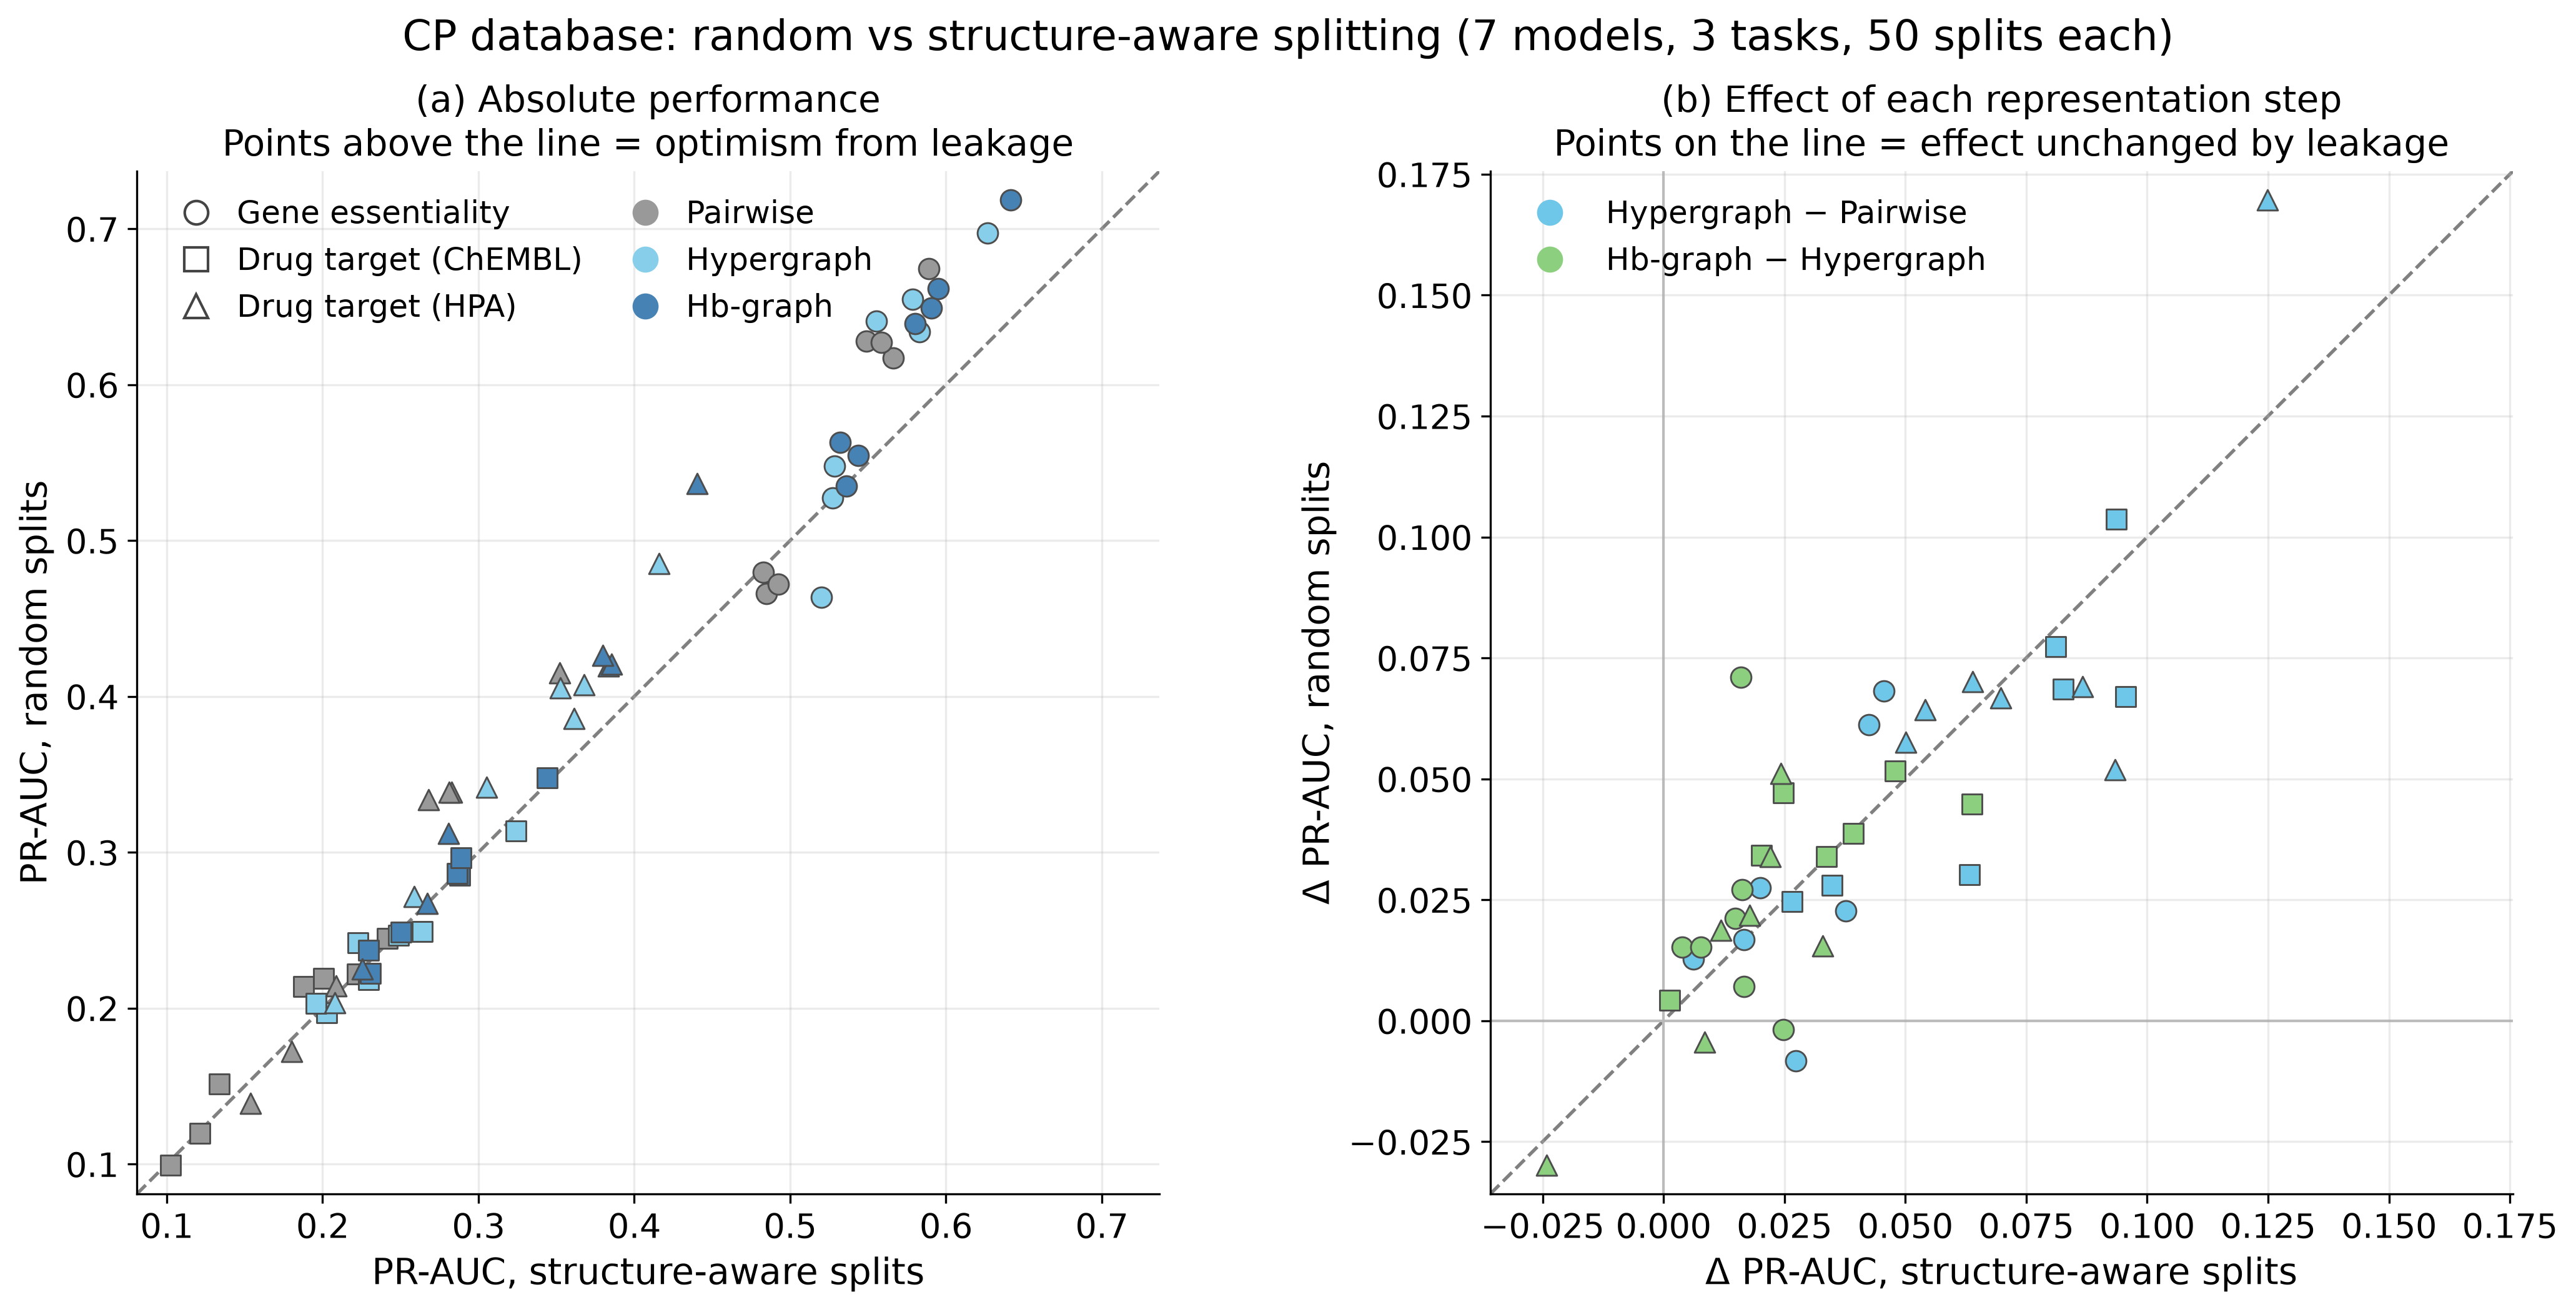 CP database: random vs structure-aware splitting (7 models, 3 tasks, 50 splits each)
(a) Absolute performance
Points above the line = optimism from leakage
Gene essentiality
Drug target (ChEMBL)
Drug target (HPA)
Pairwise
Hypergraph
Hb-graph
PR-AUC, random splits
0.7
0.6
0.5
0.4
0.3
0.2
0.1
0.1 0.2 0.3 0.4 0.5 0.6 0.7
PR-AUC, structure-aware splits
(b) Effect of each representation step
Points on the line = effect unchanged by leakage
Hypergraph − Pairwise
Hb-graph − Hypergraph
Δ PR-AUC, random splits
0.175
0.150
0.125
0.100
0.075
0.050
0.025
0.000
−0.025
−0.025 0.000 0.025 0.050 0.075 0.100 0.125 0.150 0.175
Δ PR-AUC, structure-aware splits